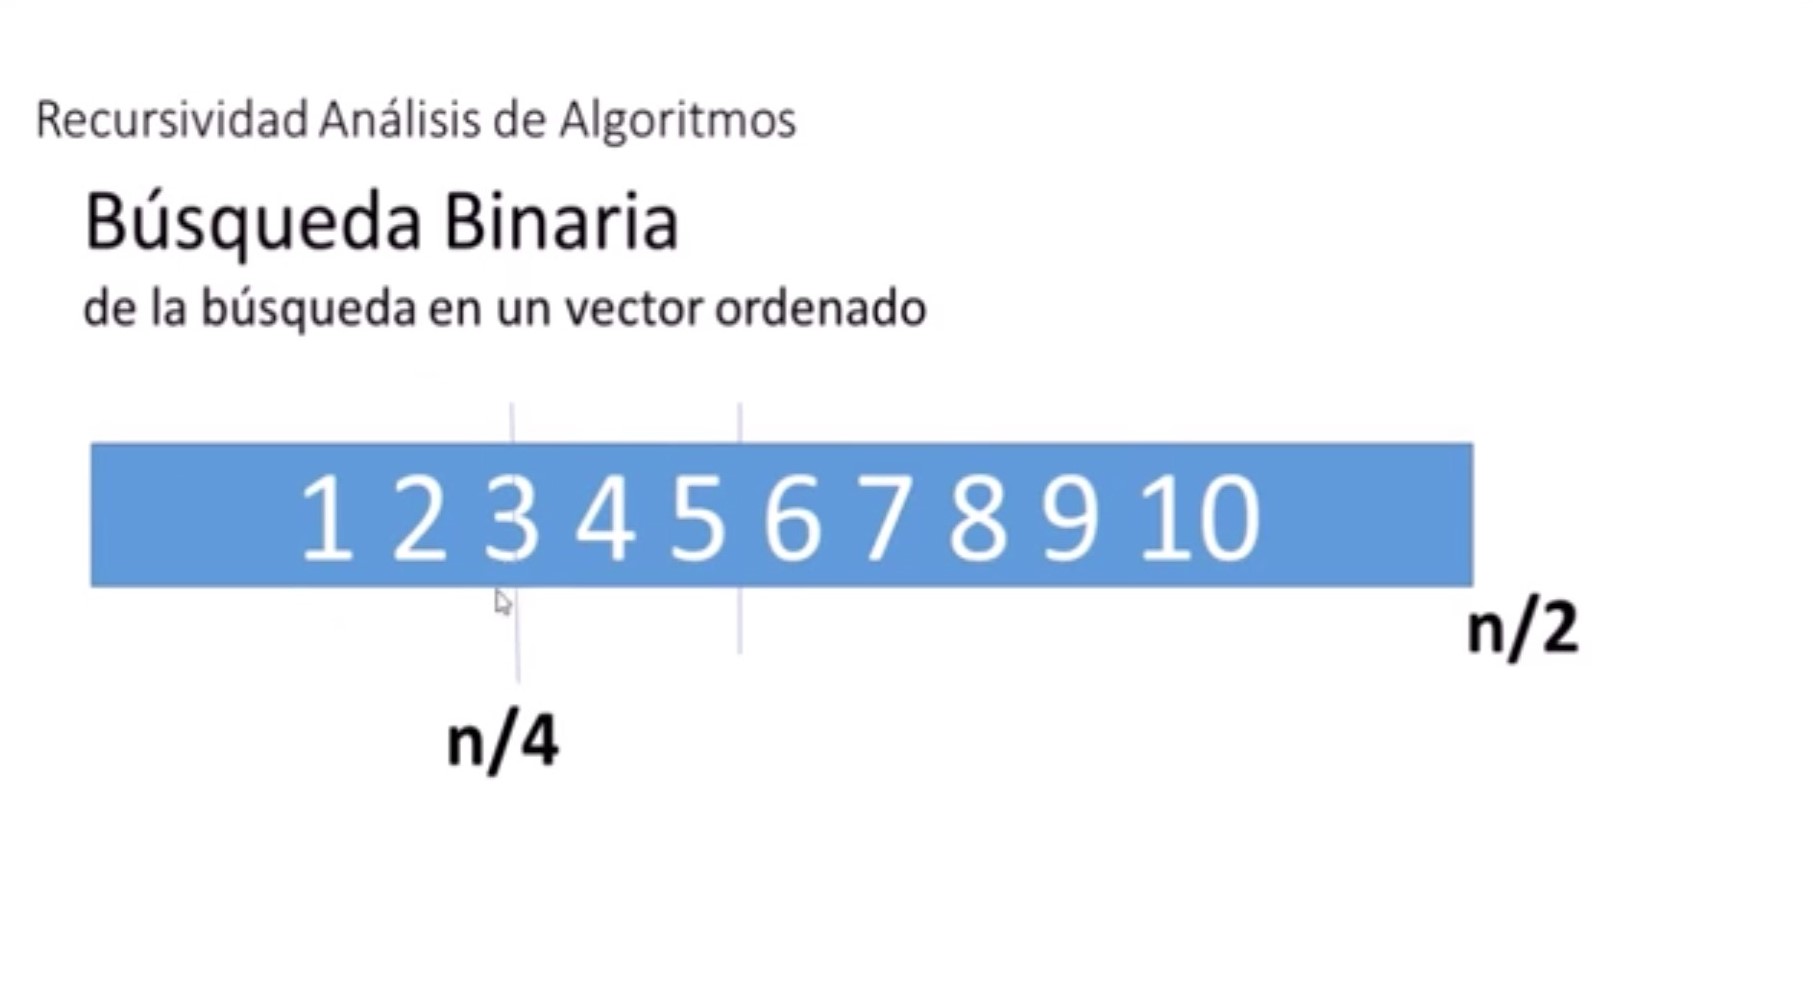 Recursividad Análisis de Algoritmos
Búsqueda Binaria
de la búsqueda en un vector ordenado
1 2 3 4 5 6 7 8 9 10
n/2
n/4